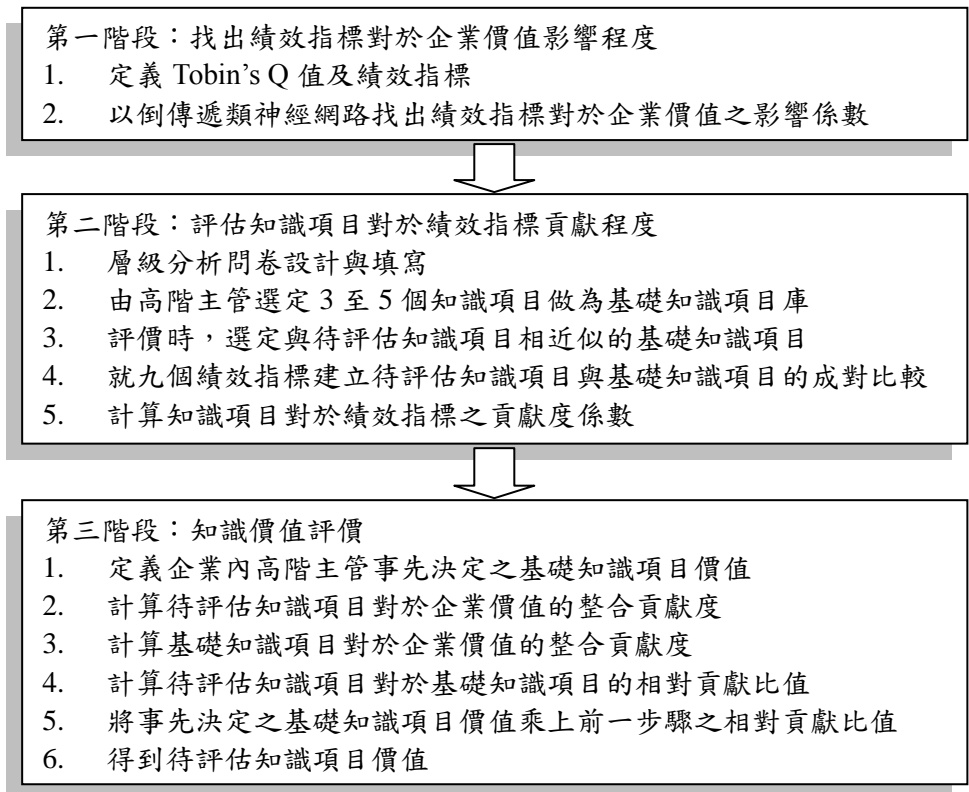 第一階段：找出績效指標對於企業價值影響程度
1. 定義 Tobin’s Q 值及績效指標
2. 以倒傳遞類神經網路找出績效指標對於企業價值之影響係數
第二階段：評估知識項目對於績效指標貢獻程度
1. 層級分析問卷設計與填寫
2. 由高階主管選定 3 至 5 個知識項目做為基礎知識項目庫
3. 評價時，選定與待評估知識項目相近似的基礎知識項目
4. 就九個績效指標建立待評估知識項目與基礎知識項目的成對比較
5. 計算知識項目對於績效指標之貢獻度係數
第三階段：知識價值評價
1. 定義企業內高階主管事先決定之基礎知識項目價值
2. 計算待評估知識項目對於企業價值的整合貢獻度
3. 計算基礎知識項目對於企業價值的整合貢獻度
4. 計算待評估知識項目對於基礎知識項目的相對貢獻比值
5. 將事先決定之基礎知識項目價值乘上前一步驟之相對貢獻比值
6. 得到待評估知識項目價值